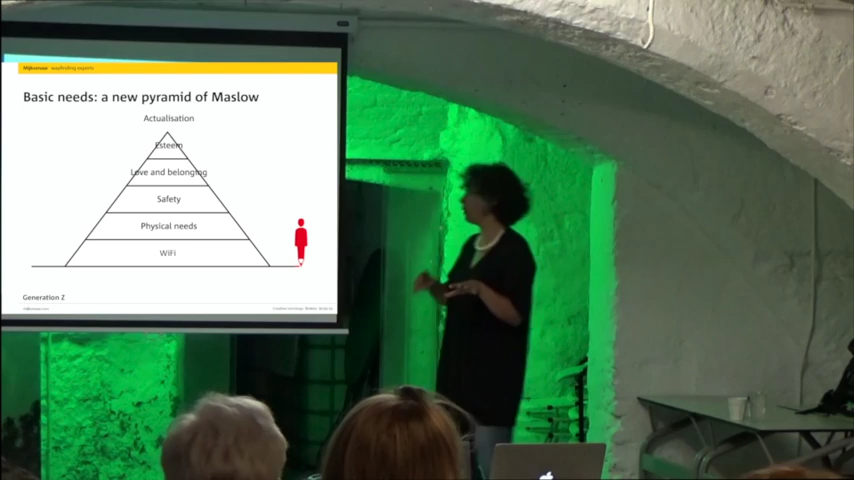 Mijksenaar wayfinding experts
Basic needs: a new pyramid of Maslow
Actualisation
Esteem
Love and belonging
Safety
Physical needs
WiFi
Generation Z